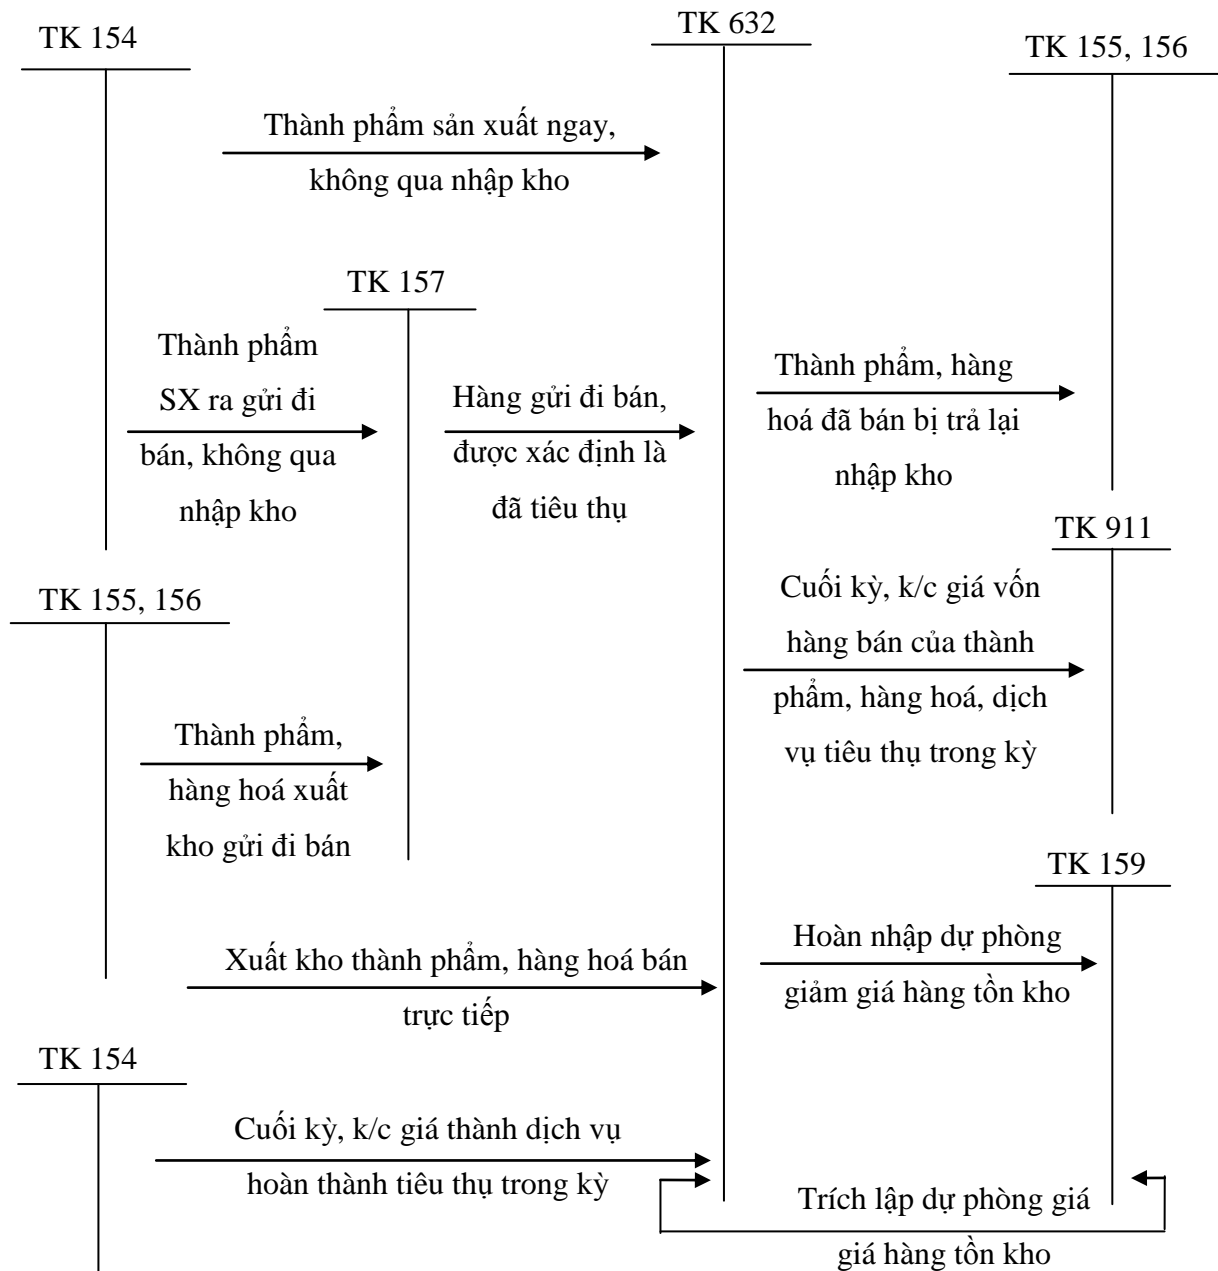 TK 154
TK 632
TK 155, 156
Thành phẩm sản xuất ngay,
không qua nhập kho
TK 157
Thành phẩm
SX ra gửi đi
bán, không qua
nhập kho
Hàng gửi đi bán,
được xác định là
đã tiêu thụ
Thành phẩm, hàng
hoá đã bán bị trả lại
nhập kho
TK 911
TK 155, 156
Cuối kỳ, k/c giá vốn
hàng bán của thành
phẩm, hàng hoá, dịch
vụ tiêu thụ trong kỳ
Thành phẩm,
hàng hoá xuất
kho gửi đi bán
TK 159
Xuất kho thành phẩm, hàng hoá bán
trực tiếp
Hoàn nhập dự phòng
giảm giá hàng tồn kho
TK 154
Cuối kỳ, k/c giá thành dịch vụ
hoàn thành tiêu thụ trong kỳ
Trích lập dự phòng giá
giá hàng tồn kho